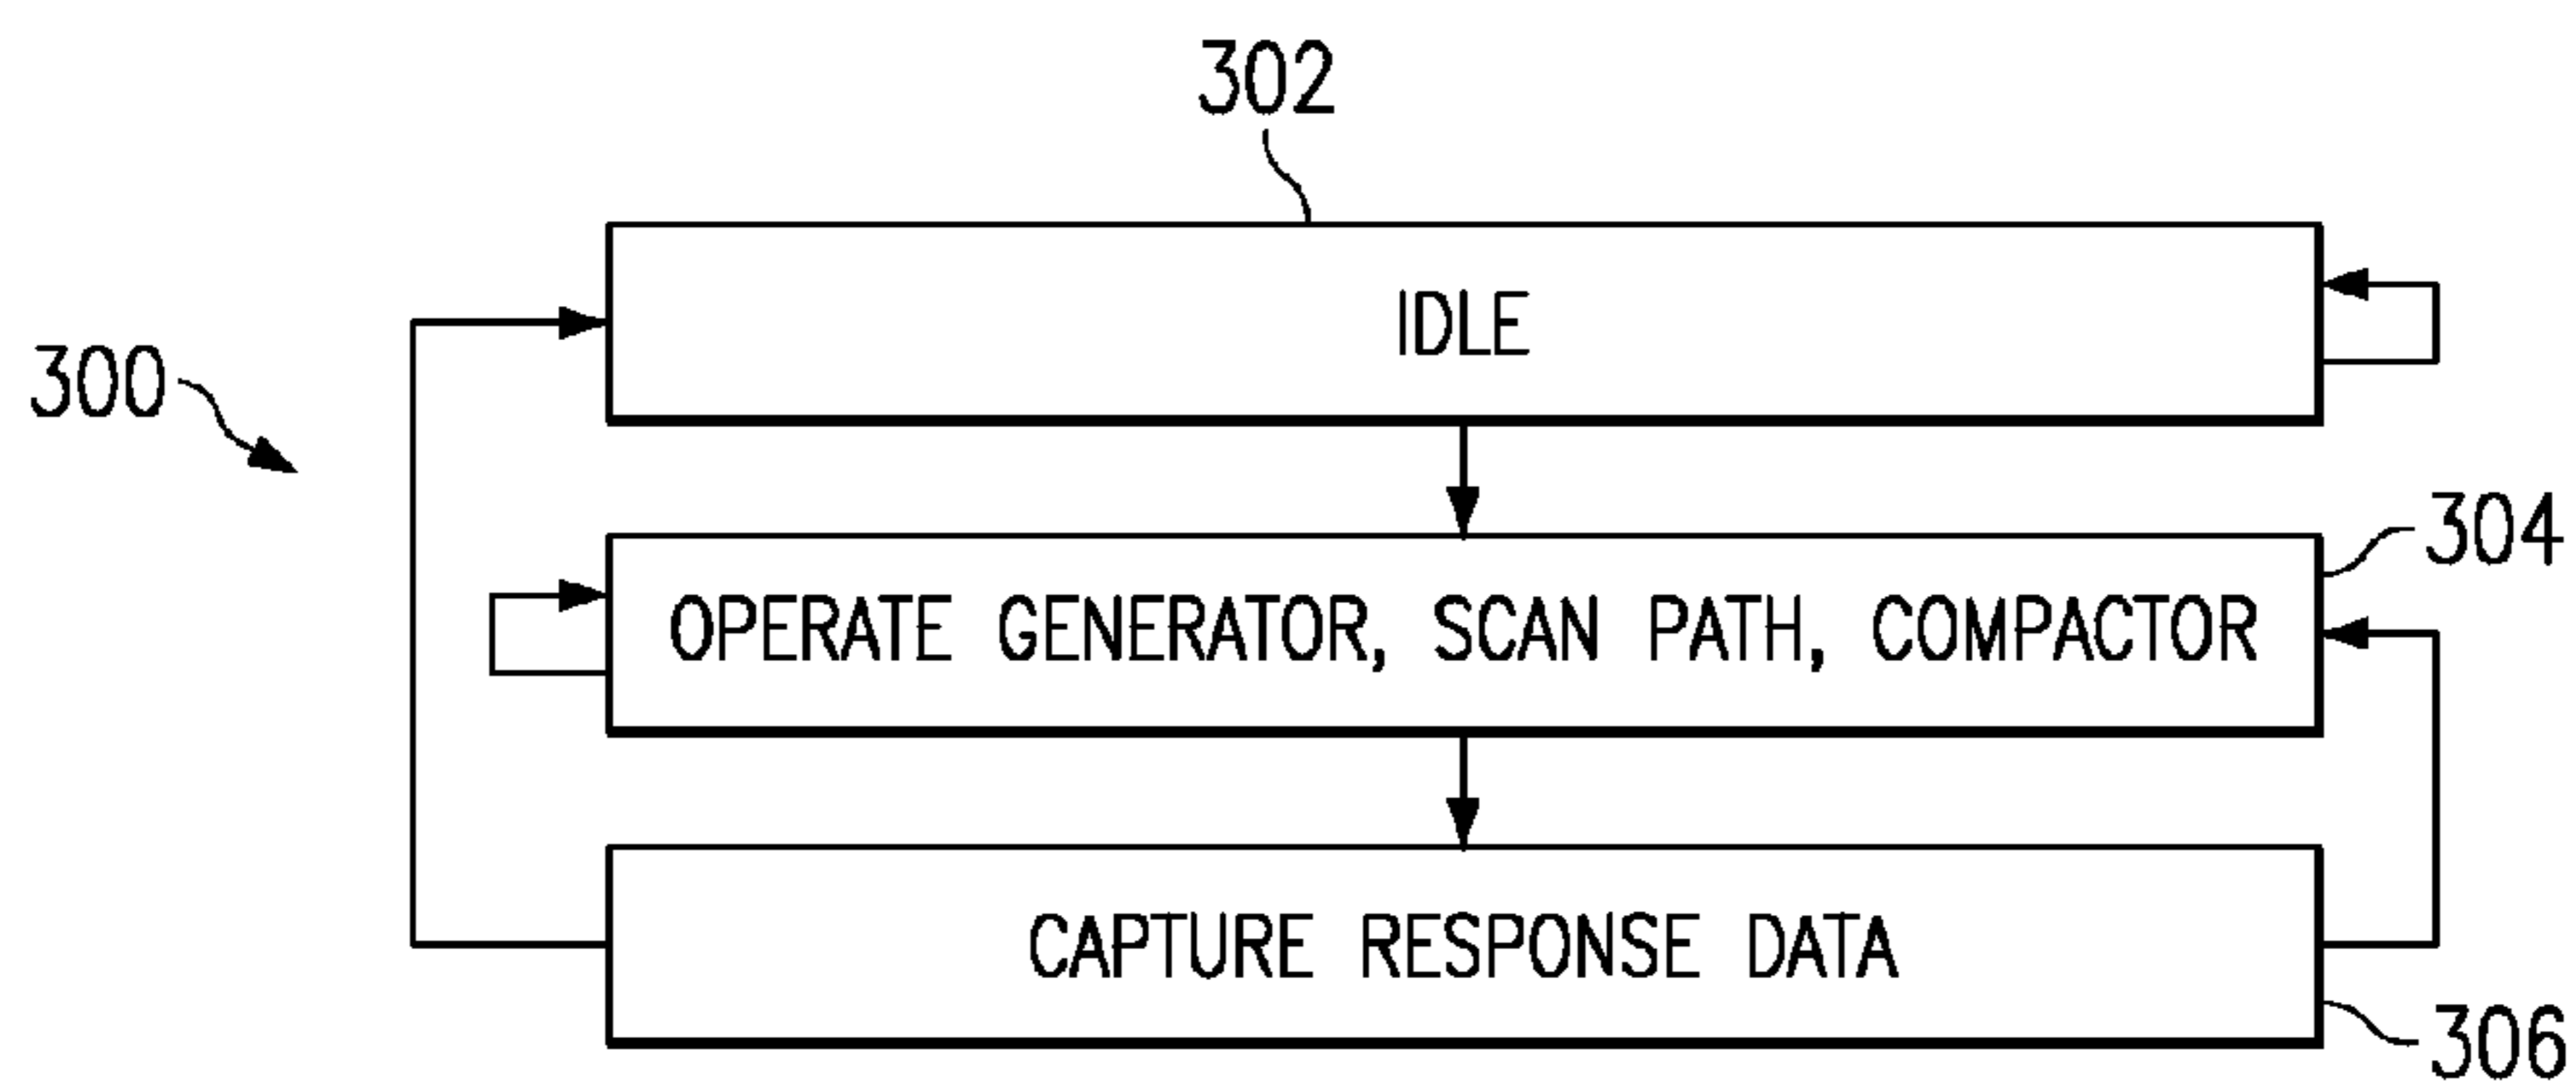 302
IDLE
300
304
OPERATE GENERATOR, SCAN PATH, COMPACTOR
CAPTURE RESPONSE DATA
306